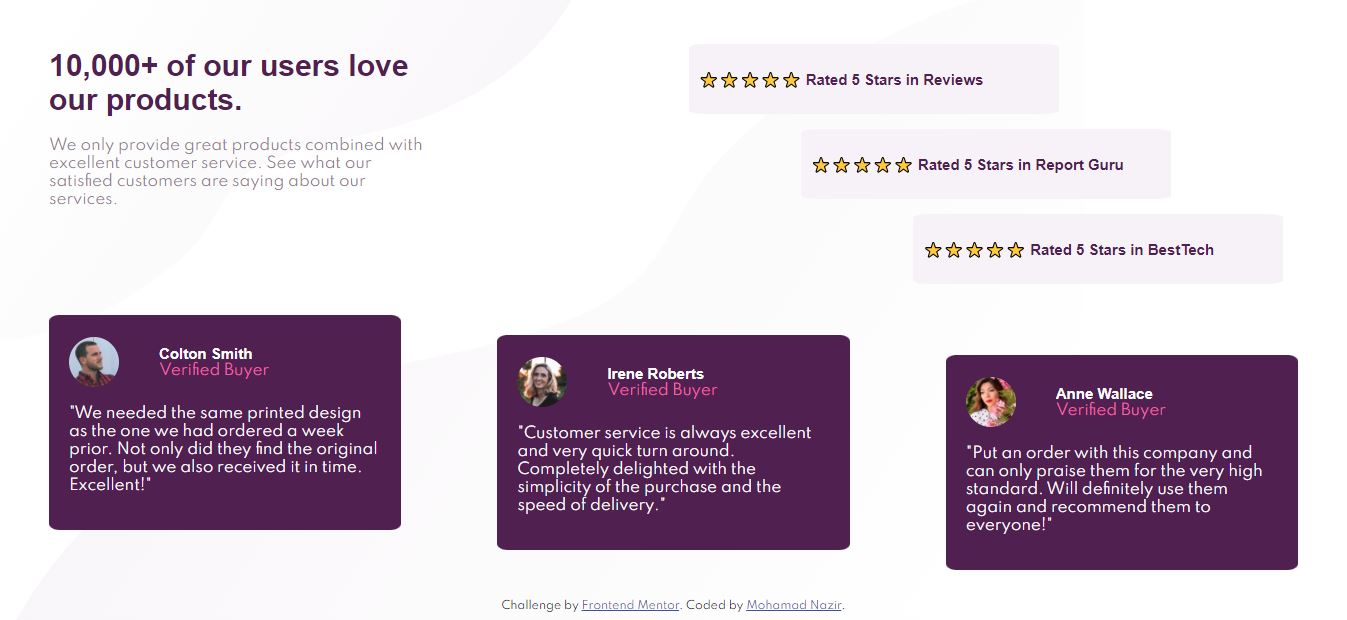 10,000+ of our users love
our products.
We only provide great products combined with
excellent customer service. See what our
satisfied customers are saying about our
services.
Rated 5 Stars in Reviews
Rated 5 Stars in Report Guru
Rated 5 Stars in BestTech
Colton Smith
Verified Buyer
"We needed the same printed design
as the one we had ordered a week
prior. Not only did they find the original
order, but we also received it in time.
Excellent!"
Irene Roberts
Verified Buyer
"Customer service is always excellent
and very quick turn around.
Completely delighted with the
simplicity of the purchase and the
speed of delivery."
Anne Wallace
Verified Buyer
"Put an order with this company and
can only praise them for the very high
standard. Will definitely use them
again and recommend them to
everyone!"
Challenge by Frontend Mentor. Coded by Mohamad Nazir.